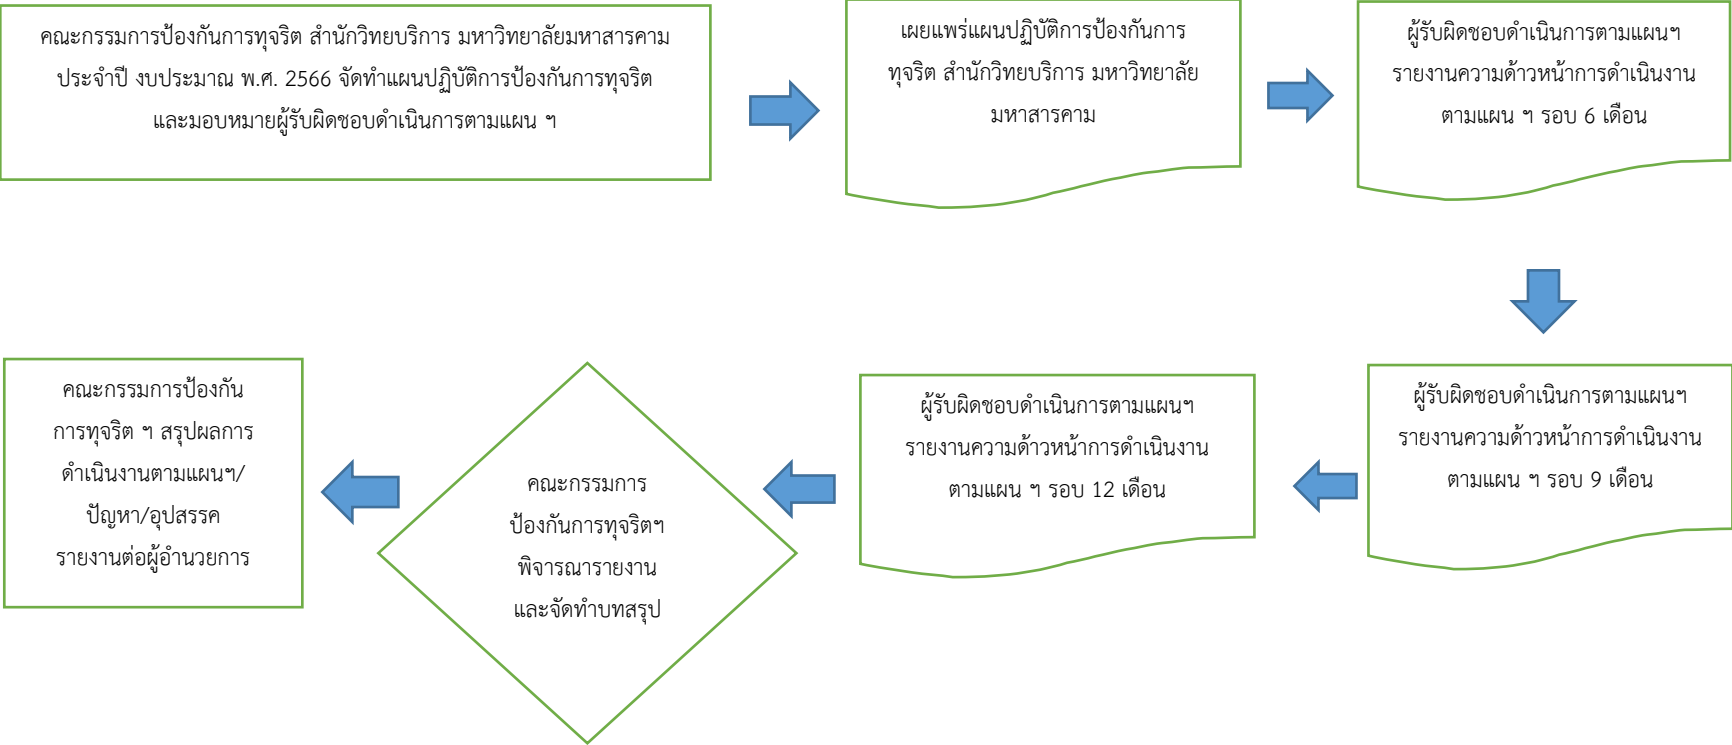 คณะกรรมการป้องกันการทุจริต สำนักวิทยบริการ มหาวิทยาลัยมหาสารคาม
ประจำปี งบประมาณ พ.ศ. 2566 จัดทำแผนปฏิบัติการป้องกันการทุจริต
และมอบหมายผู้รับผิดชอบดำเนินการตามแผน ฯ
เผยแพร่แผนปฏิบัติการป้องกันการ
ทุจริต สำนักวิทยบริการ มหาวิทยาลัย
มหาสารคาม
ผู้รับผิดชอบดำเนินการตามแผนฯ
รายงานความด้าวหน้าการดำเนินงาน
ตามแผน ฯ รอบ 6 เดือน
ผู้รับผิดชอบดำเนินการตามแผนฯ
รายงานความด้าวหน้าการดำเนินงาน
ตามแผน ฯ รอบ 9 เดือน
ผู้รับผิดชอบดำเนินการตามแผนฯ
รายงานความด้าวหน้าการดำเนินงาน
ตามแผน ฯ รอบ 12 เดือน
คณะกรรมการ
ป้องกันการทุจริตฯ
พิจารณารายงาน
และจัดทำบทสรุป
คณะกรรมการป้องกัน
การทุจริต ฯ สรุปผลการ
ดำเนินงานตามแผนฯ/
ปัญหา/อุปสรรค
รายงานต่อผู้อำนวยการ